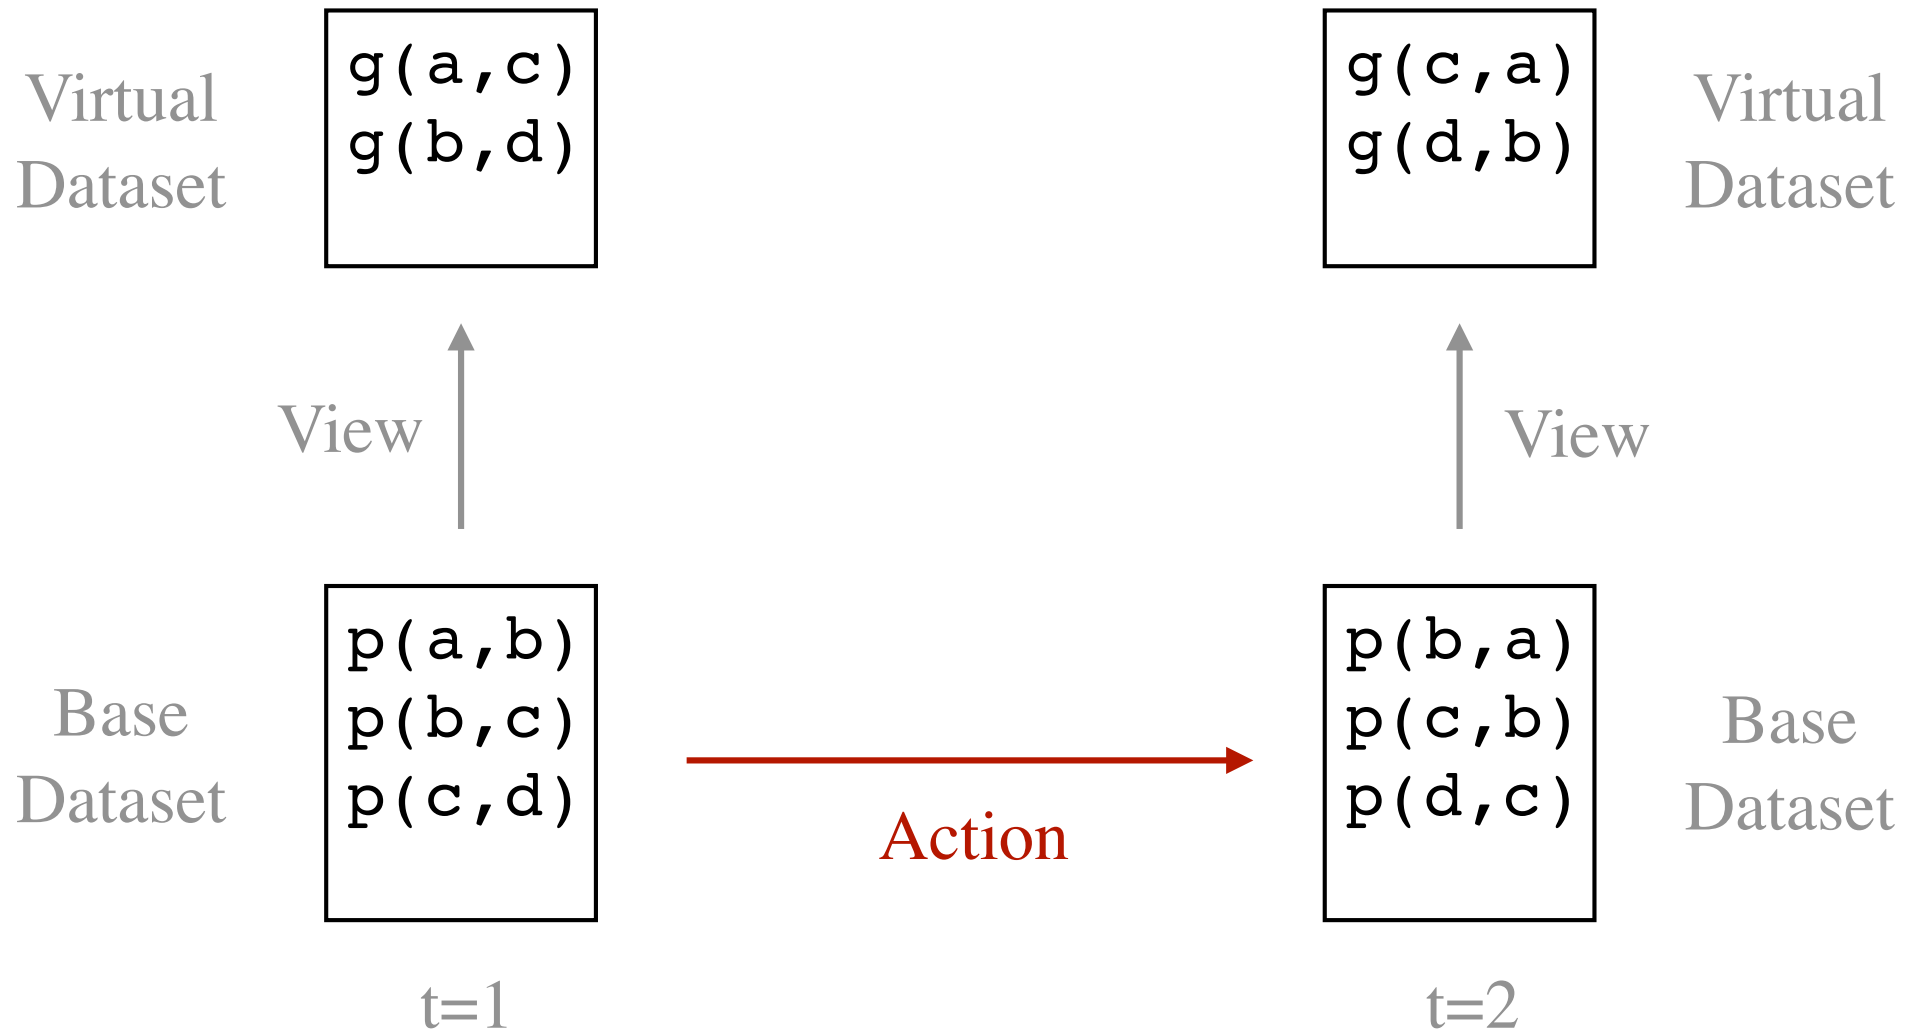 Virtual
Dataset
g(a,c)
g(b,d)
g(c,a)
g(d,b)
Virtual
Dataset
View
View
Base
Dataset
p(a,b)
p(b,c)
p(c,d)
Action
p(b,a)
p(c,b)
p(d,c)
Base
Dataset
t=1
t=2